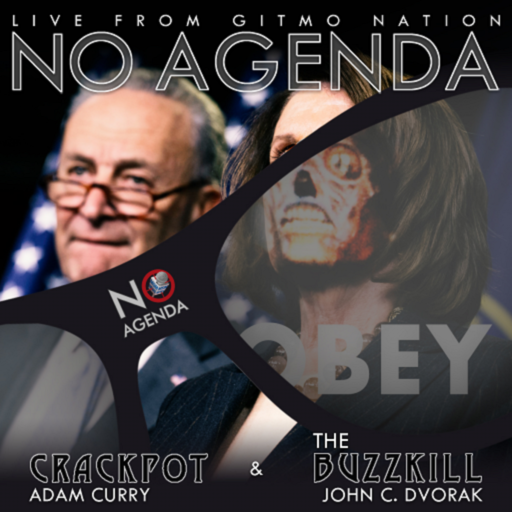 LIVE FROM GITMO NATION
NO AGENDA
NO
AGENDA
OBEY
CRACKPOT
ADAM CURRY
&
THE
BUZZKILL
JOHN C. DVORAK